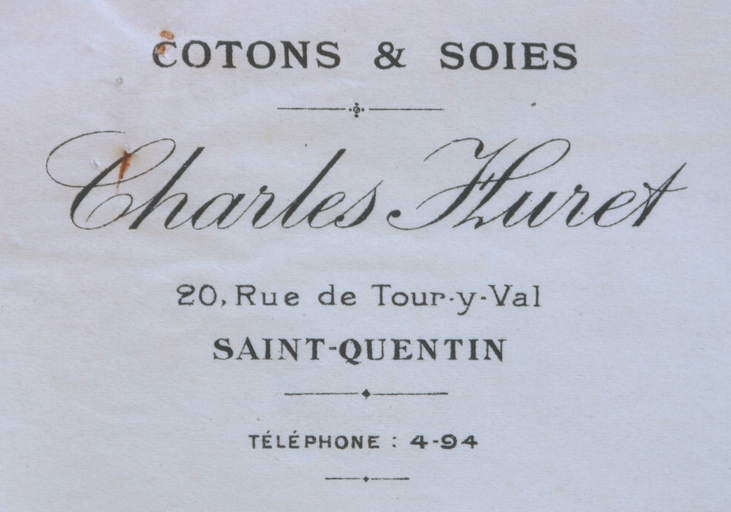 COTONS & SOIES
Charles Huret
20, Rue de Tour-y-Val
SAINT-QUENTIN
TÉLÉPHONE : 4-94